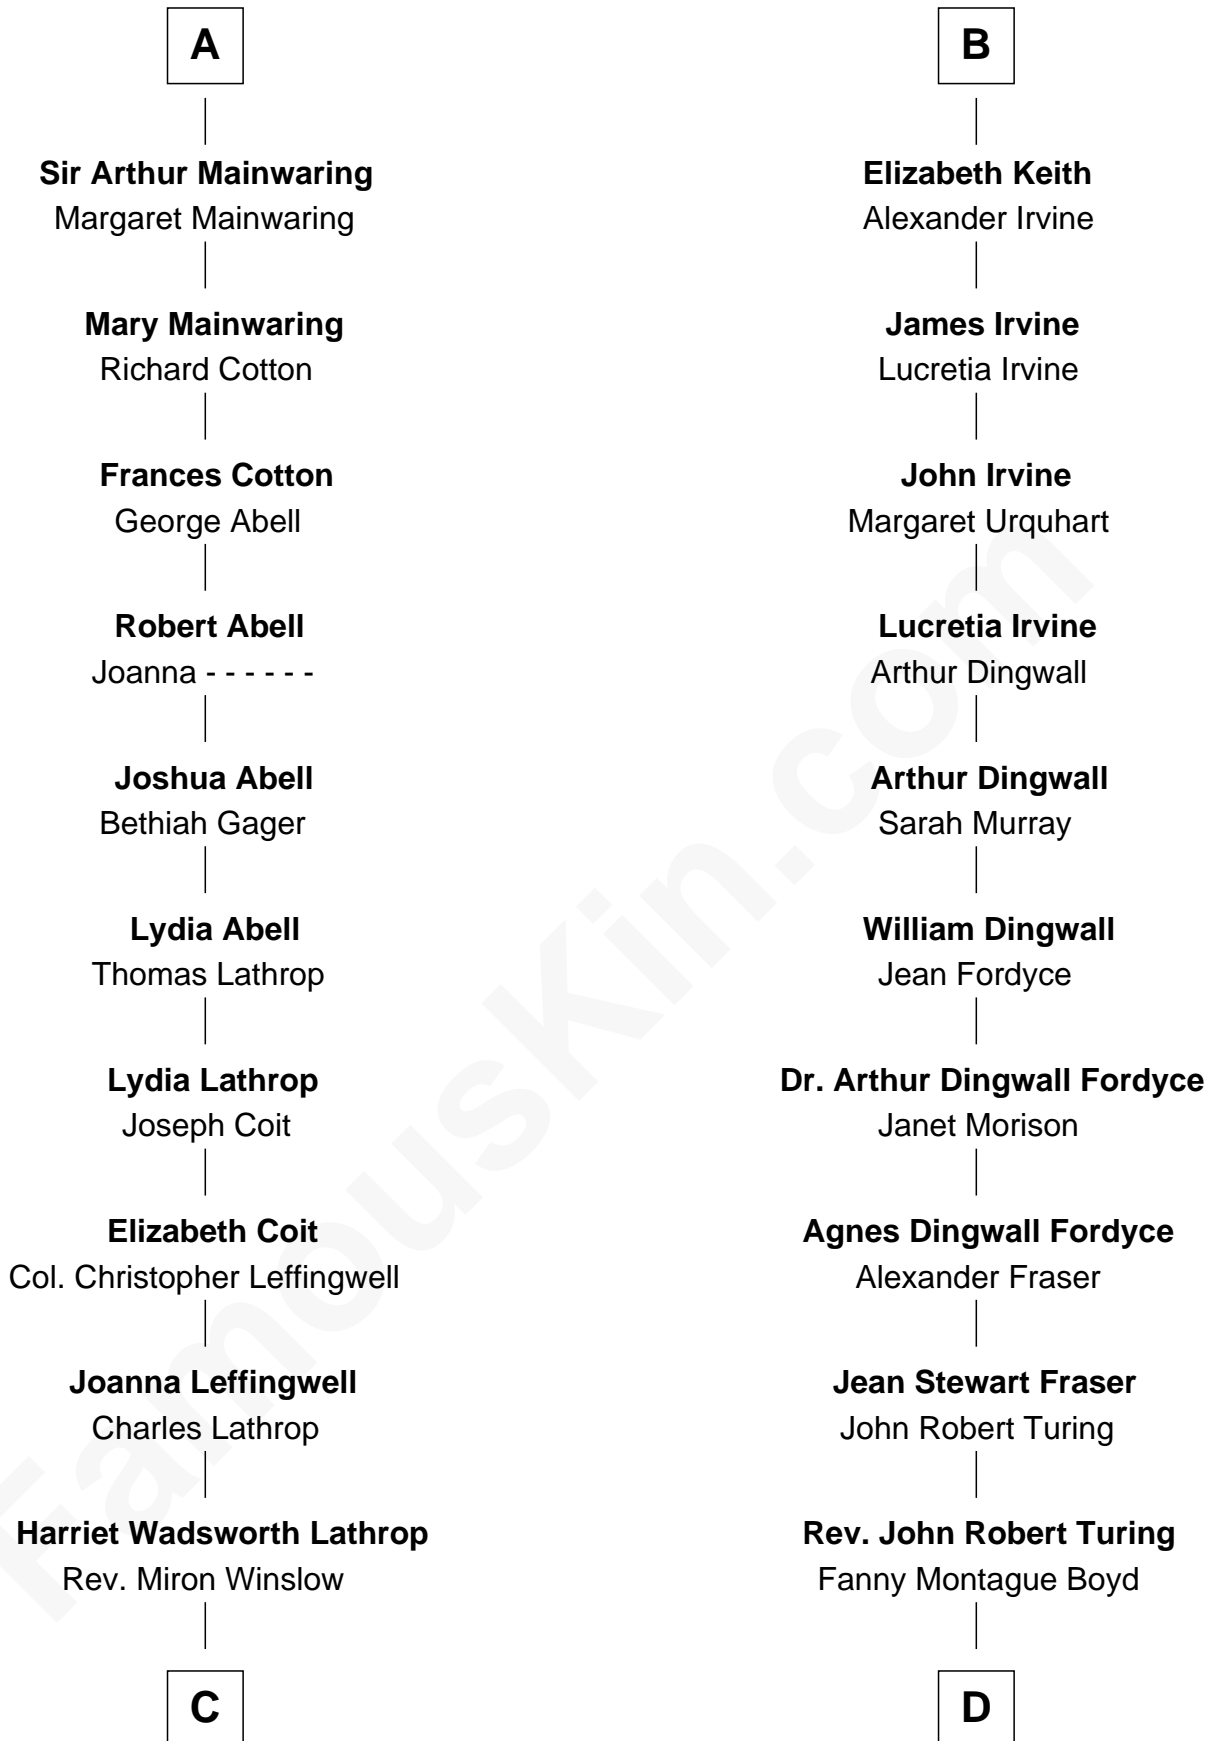 A
Sir Arthur Mainwaring
Margaret Mainwaring
Mary Mainwaring
Richard Cotton
Frances Cotton
George Abell
Robert Abell
Joanna - - - - - -
Joshua Abell
Bethiah Gager
Lydia Abell
Thomas Lathrop
Lydia Lathrop
Joseph Coit
Elizabeth Coit
Col. Christopher Leffingwell
Joanna Leffingwell
Charles Lathrop
Harriet Wadsworth Lathrop
Rev. Miron Winslow
C
B
Elizabeth Keith
Alexander Irvine
James Irvine
Lucretia Irvine
John Irvine
Margaret Urquhart
Lucretia Irvine
Arthur Dingwall
Arthur Dingwall
Sarah Murray
William Dingwall
Jean Fordyce
Dr. Arthur Dingwall Fordyce
Janet Morison
Agnes Dingwall Fordyce
Alexander Fraser
Jean Stewart Fraser
John Robert Turing
Rev. John Robert Turing
Fanny Montague Boyd
D
FamousKin.com